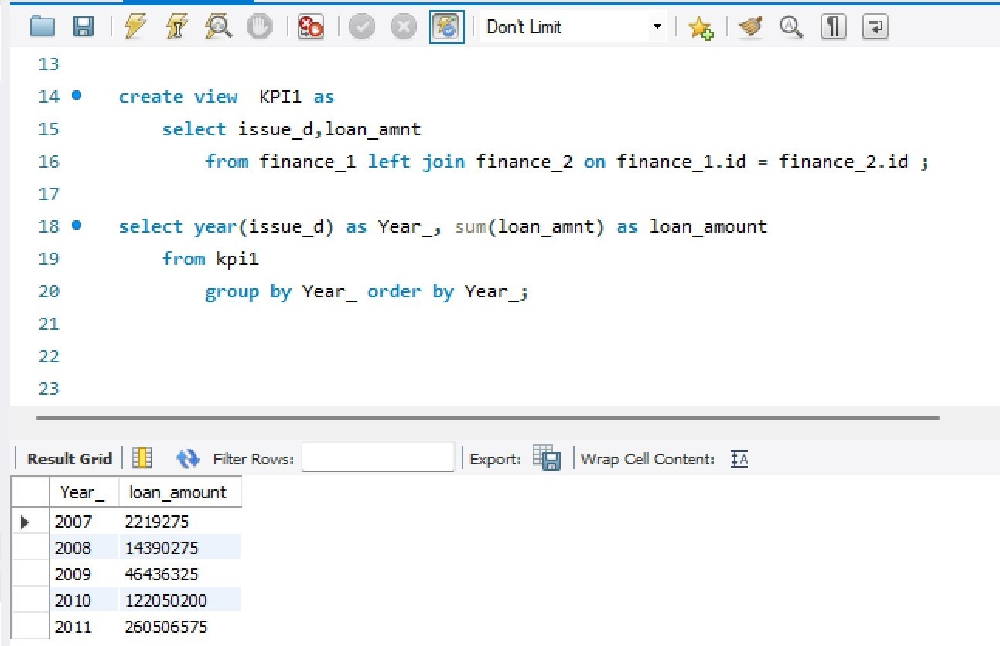 Don't Limit
13
14 create view  KPI1 as
15 select issue_d,loan_amnt
16 from finance_1 left join finance_2 on finance_1.id = finance_2.id ;
17
18 select year(issue_d) as Year_, sum(loan_amnt) as loan_amount
19 from kpi1
20 group by Year_ order by Year_;
21
22
23
Result Grid Filter Rows: Export: Wrap Cell Content: IA
Year_ loan_amount
2007 2219275
2008 14390275
2009 46436325
2010 122050200
2011 260506575